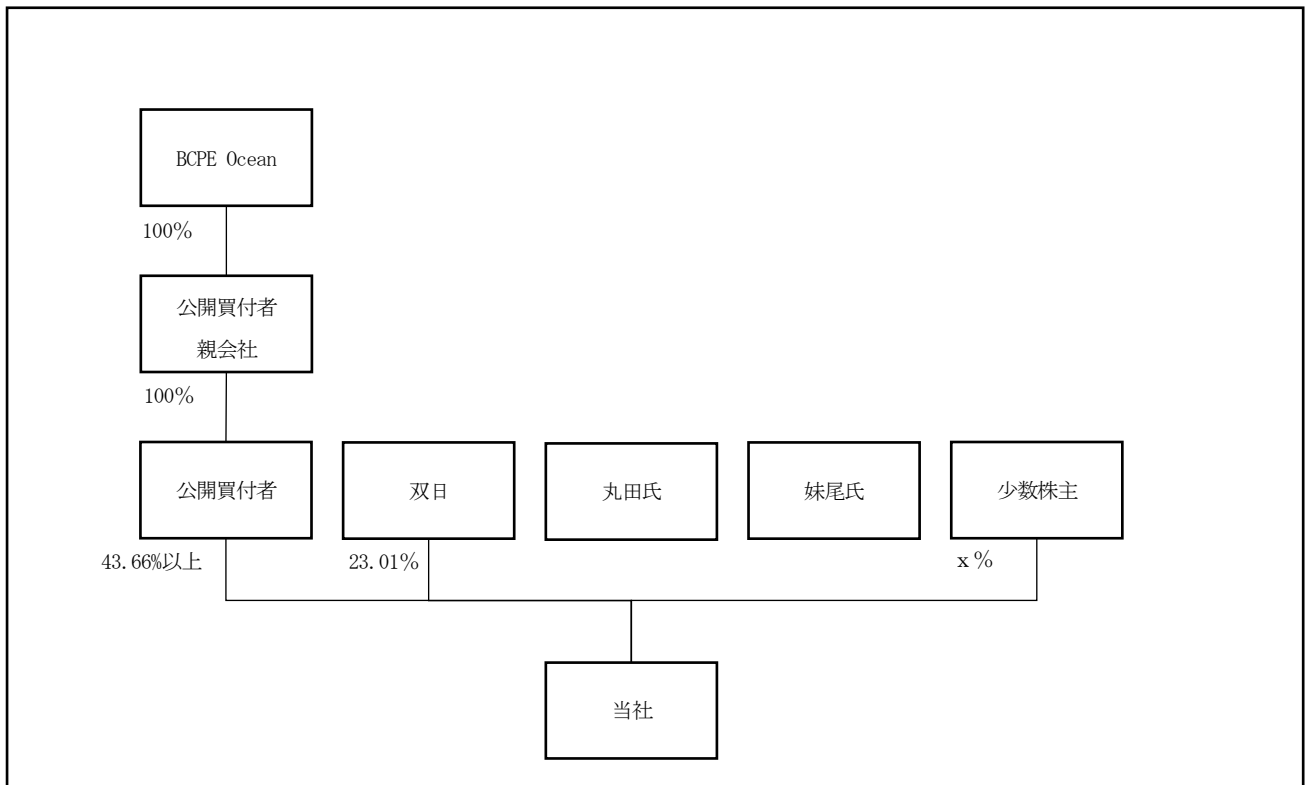 BCPE Ocean
100%
公開買付者
親会社
100%
公開買付者
双日
丸田氏
妹尾氏
少数株主
43.66%以上
23.01%
x%
当社